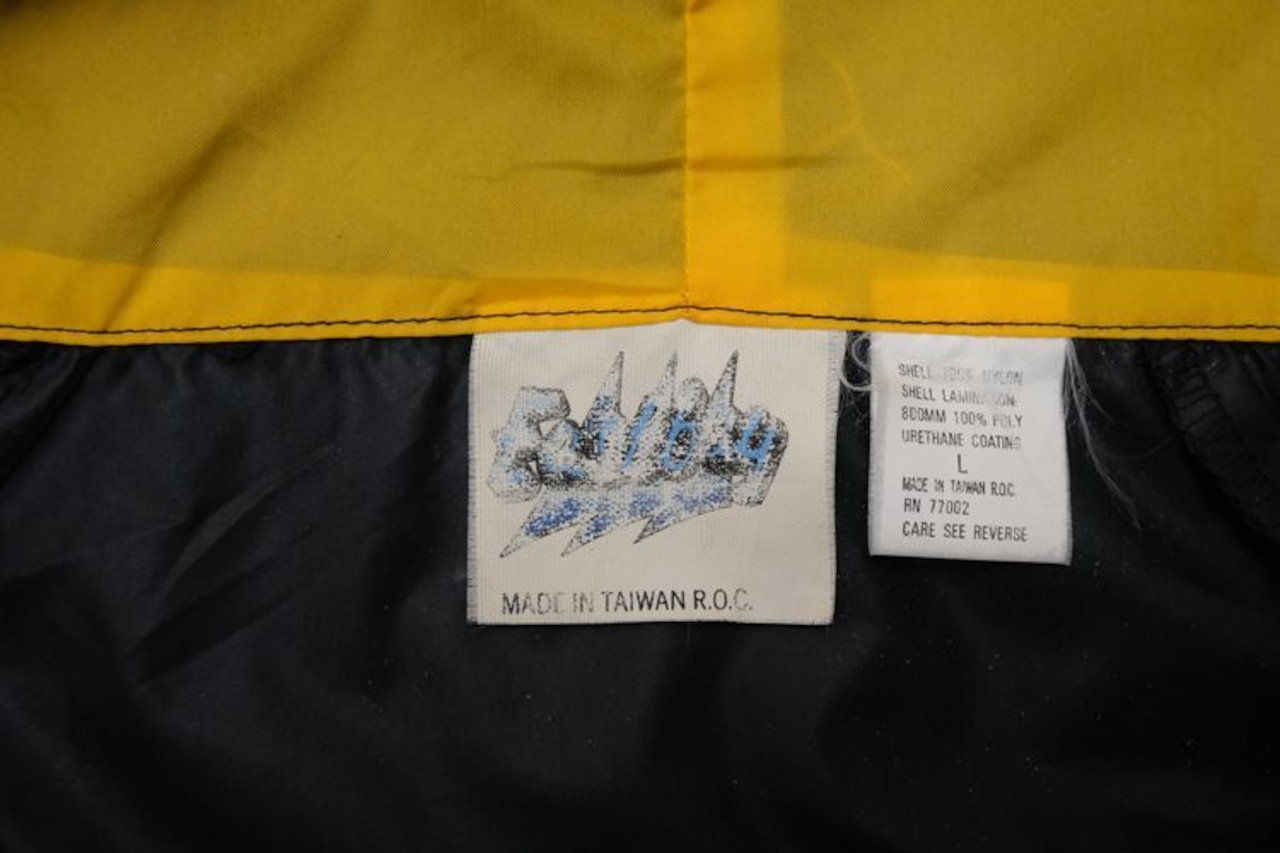 MADE IN TAIWAN R.O.C.
SHELL 100% NYLON
SHELL LAMINATION:
800MM 100% POLY
URETHANE COATING
L
MADE IN TAIWAN R.O.C.
RN 77002
CARE SEE REVERSE